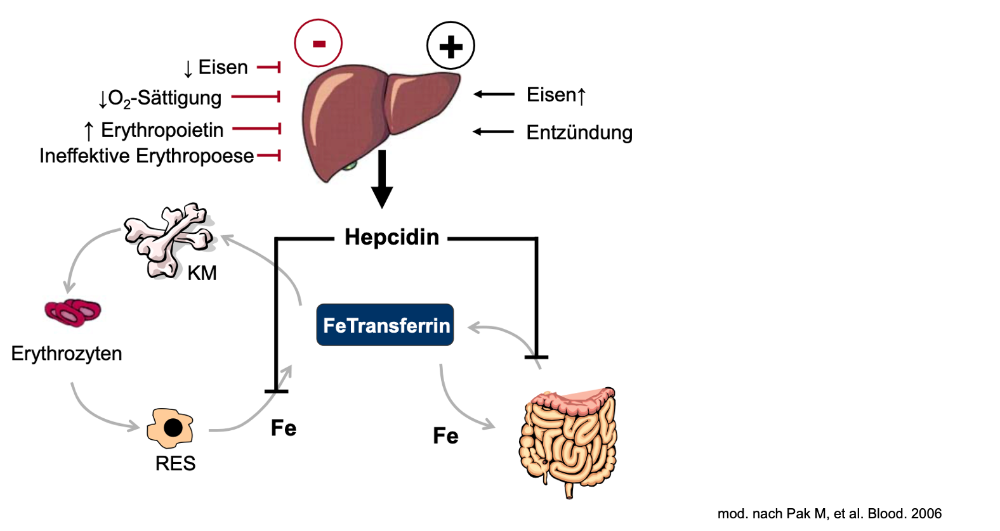 -
+
↓ Eisen
↓O₂-Sättigung
↑ Erythropoietin
Ineffektive Erythropoese
Eisen↑
Entzündung
Hepcidin
KM
FeTransferrin
Erythrozyten
Fe
Fe
RES
mod. nach Pak M, et al. Blood. 2006